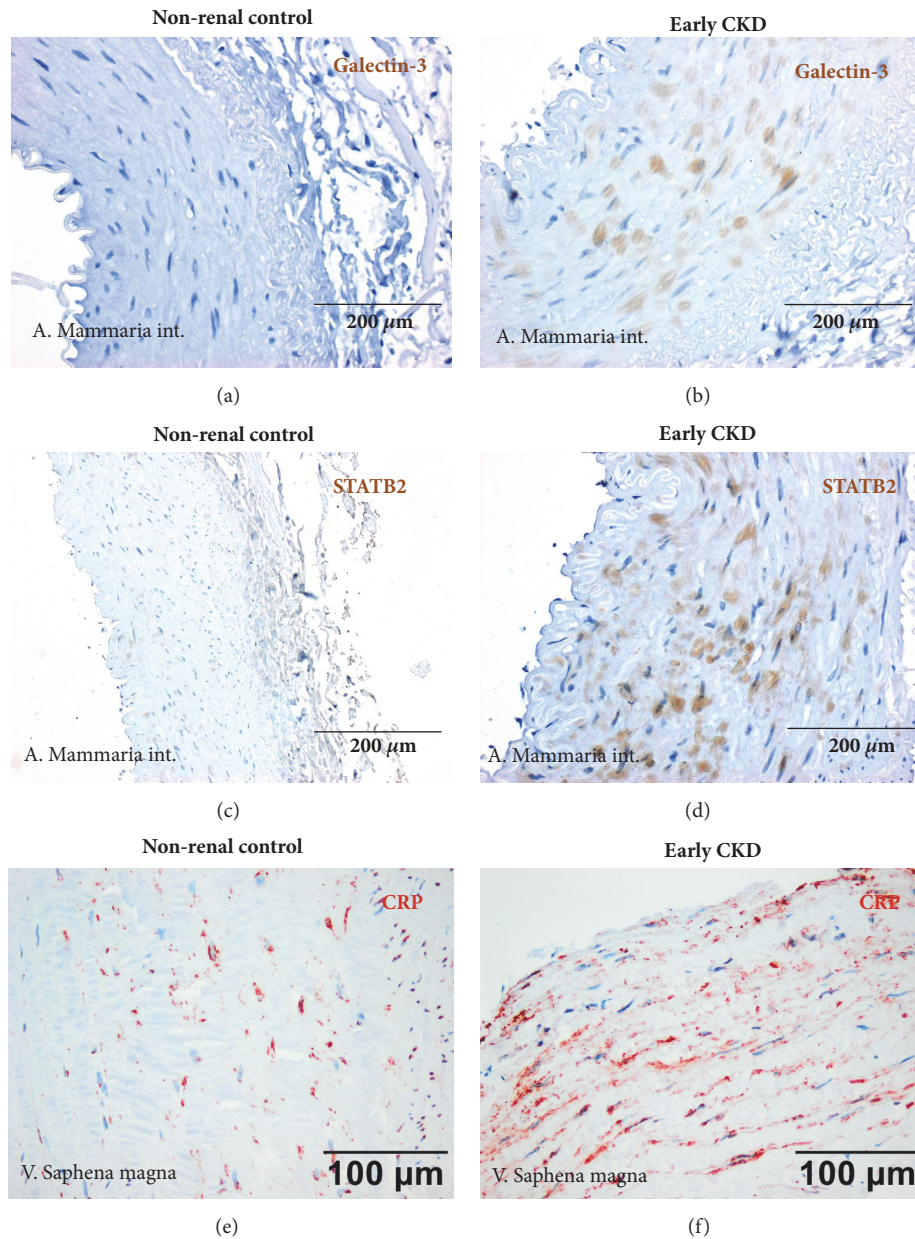 Non-renal control
Early CKD
Galectin-3
Galectin-3
200 µm
200 µm
A. Mammaria int.
A. Mammaria int.
(a)
(b)
Non-renal control
Early CKD
STATB2
STATB2
200 µm
200 µm
A. Mammaria int.
A. Mammaria int.
(c)
(d)
Non-renal control
Early CKD
CRP
CRP
100 µm
100 µm
V. Saphena magna
V. Saphena magna
(e)
(f)